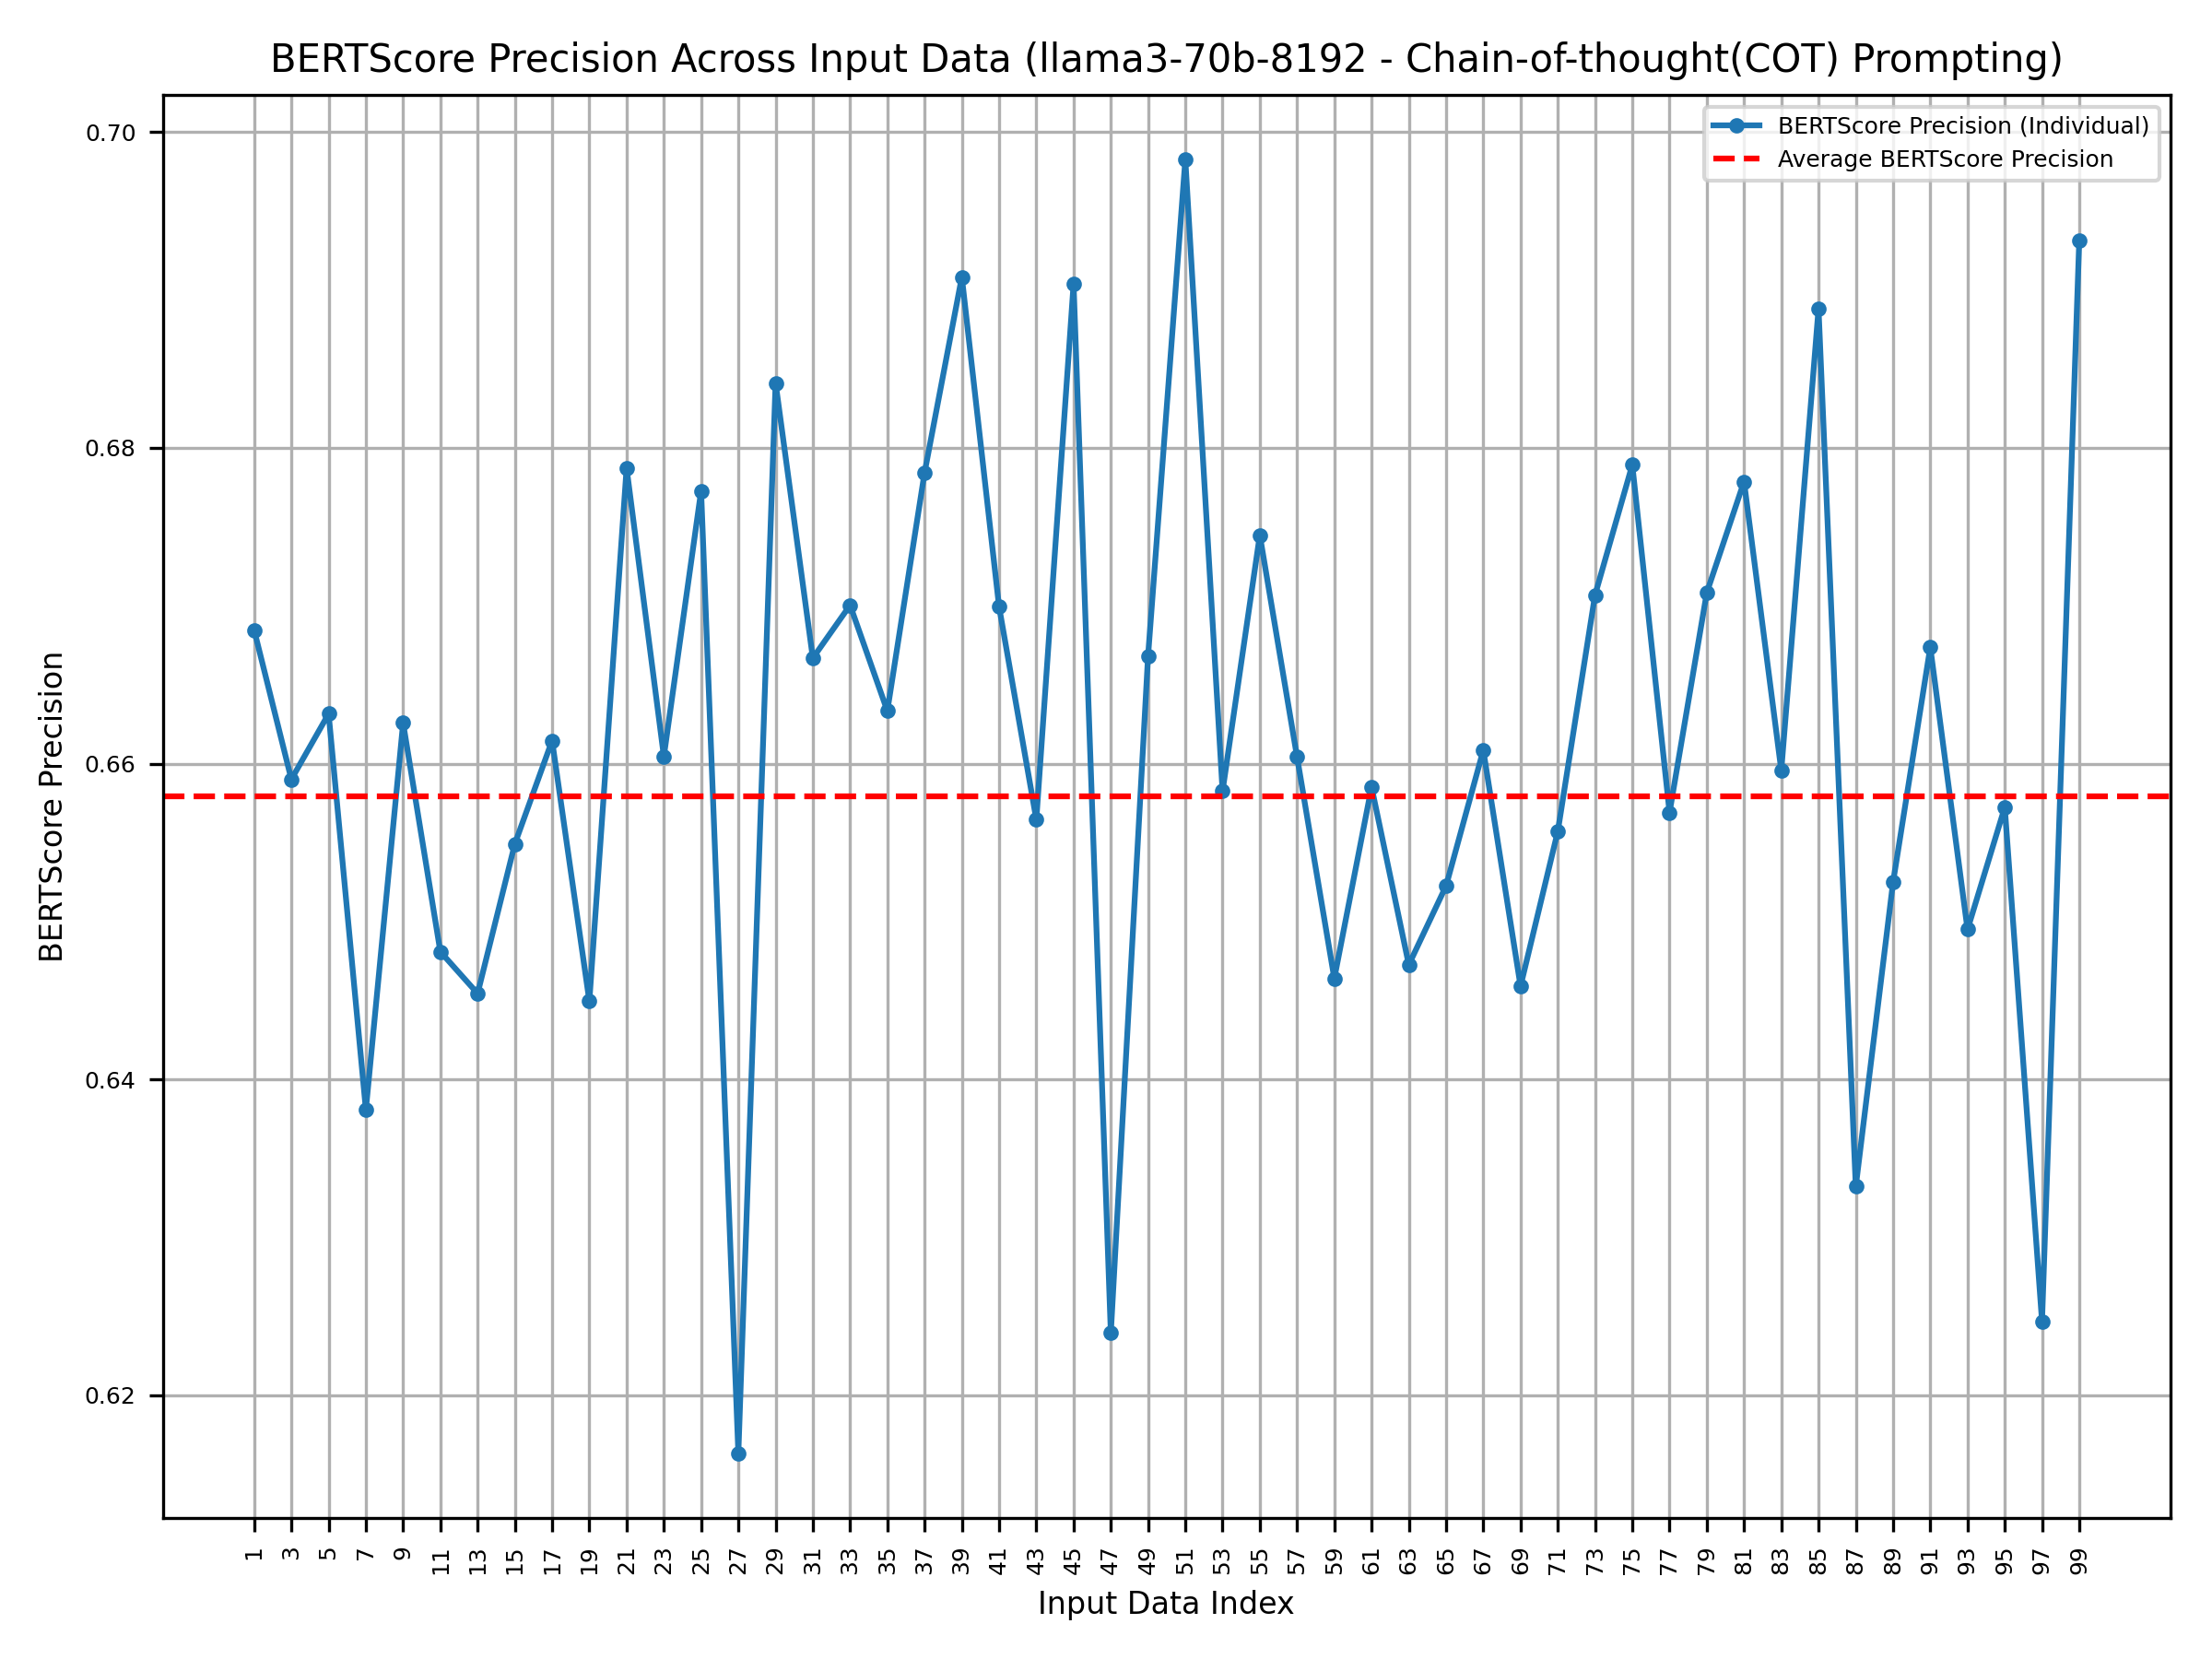 BERTScore Precision Across Input Data (llama3-70b-8192 - Chain-of-thought(COT) Prompting)
BERTScore Precision (Individual)
Average BERTScore Precision
BERTScore Precision
0.70
0.68
0.66
0.64
0.62
1 3 5 7 9 11 13 15 17 19 21 23 25 27 29 31 33 35 37 39 41 43 45 47 49 51 53 55 57 59 61 63 65 67 69 71 73 75 77 79 81 83 85 87 89 91 93 95 97 99
Input Data Index